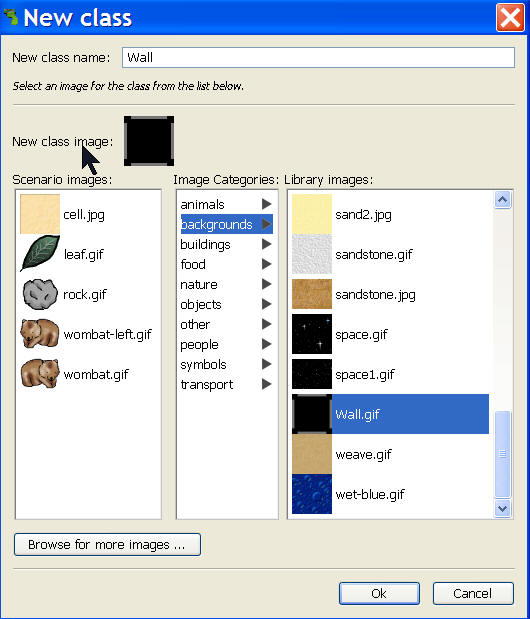 New class
New class name: Wall
Select an image for the class from the list below.
New class image:
Scenario images: Image Categories: Library images:
cell.jpg
leaf.gif
rock.gif
wombat-left.gif
wombat.gif
animals
backgrounds
buildings
food
nature
objects
other
people
symbols
transport
sand2.jpg
sandstone.gif
sandstone.jpg
space.gif
space1.gif
Wall.gif
weave.gif
wet-blue.gif
Browse for more images ...
Ok Cancel